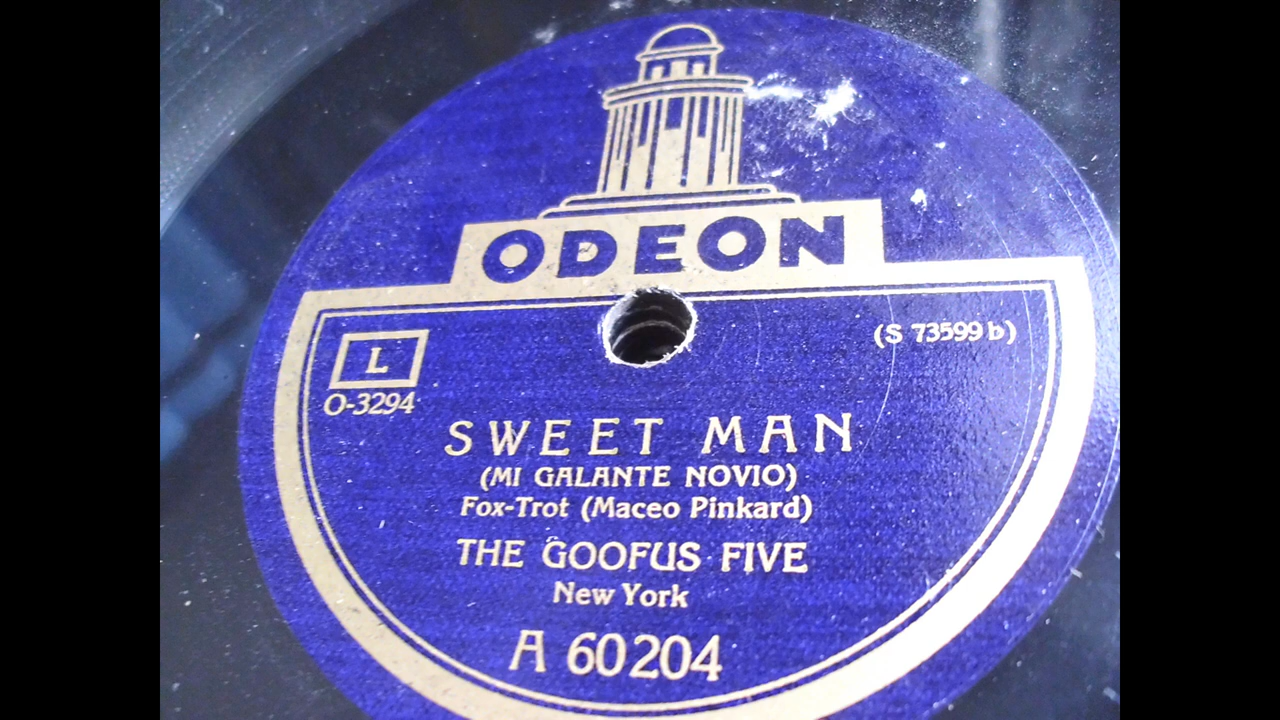 ODEON
L
(S 73599 b)
O-3294
SWEET MAN
(MI GALANTE NOVIO)
Fox-Trot (Maceo Pinkard)
THE GOOFUS FIVE
New York
A 60204